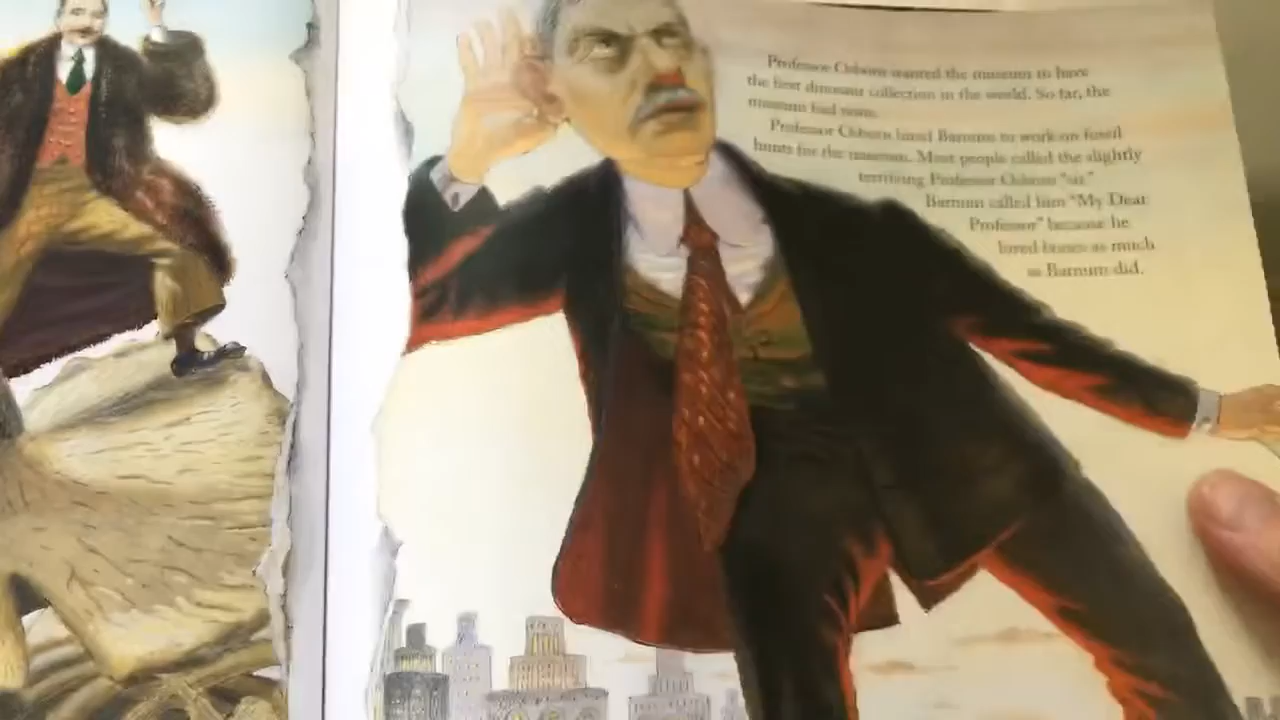 Professor Osborn wanted the museum to have
the first dinosaur collection in the world. So far, the
museum had none.
Professor Osborn hired Barnum to work on fossil
hunts for the museum. Most people called the slightly
terrifying Professor Osborn "sir."
Barnum called him "My Dear
Professor" because he
loved bones as much
as Barnum did.